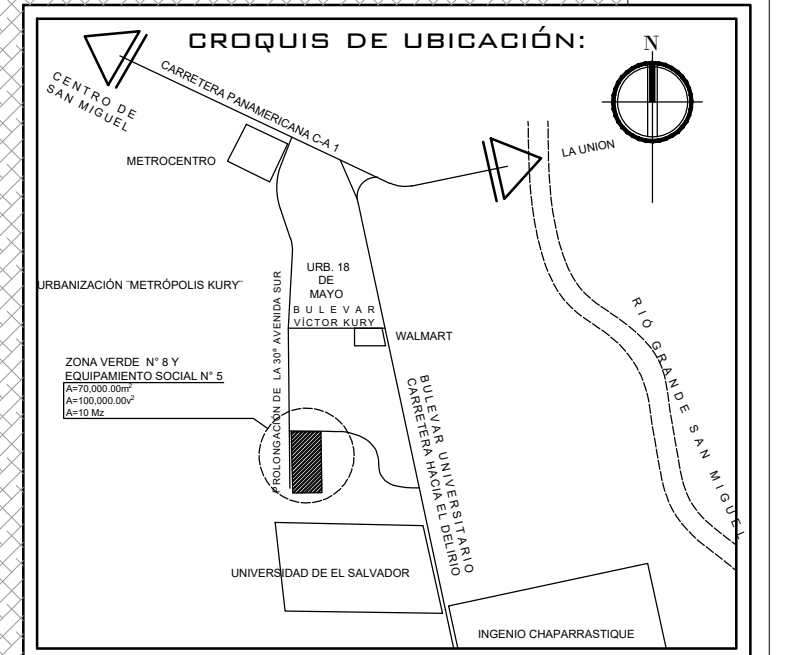 CROQUIS DE UBICACIÓN:
N
CENTRO DE
SAN MIGUEL
CARRETERA PANAMERICANA C-A 1
METROCENTRO
LA UNION
URBANIZACIÓN ¨METRÓPOLIS KURY¨
URB. 18
DE
MAYO
BULEVAR
VÍCTOR KURY
WALMART
PROLONGACIÓN DE LA 30ª AVENIDA SUR
RIÓ GRANDE SAN MIGUEL
ZONA VERDE N° 8 Y
EQUIPAMIENTO SOCIAL N° 5
A=70,000.00m²
A=100,000.00v²
A=10 Mz
BULEVAR UNIVERSITARIO
CARRETERA HACIA EL DELIRIO
UNIVERSIDAD DE EL SALVADOR
INGENIO CHAPARRASTIQUE